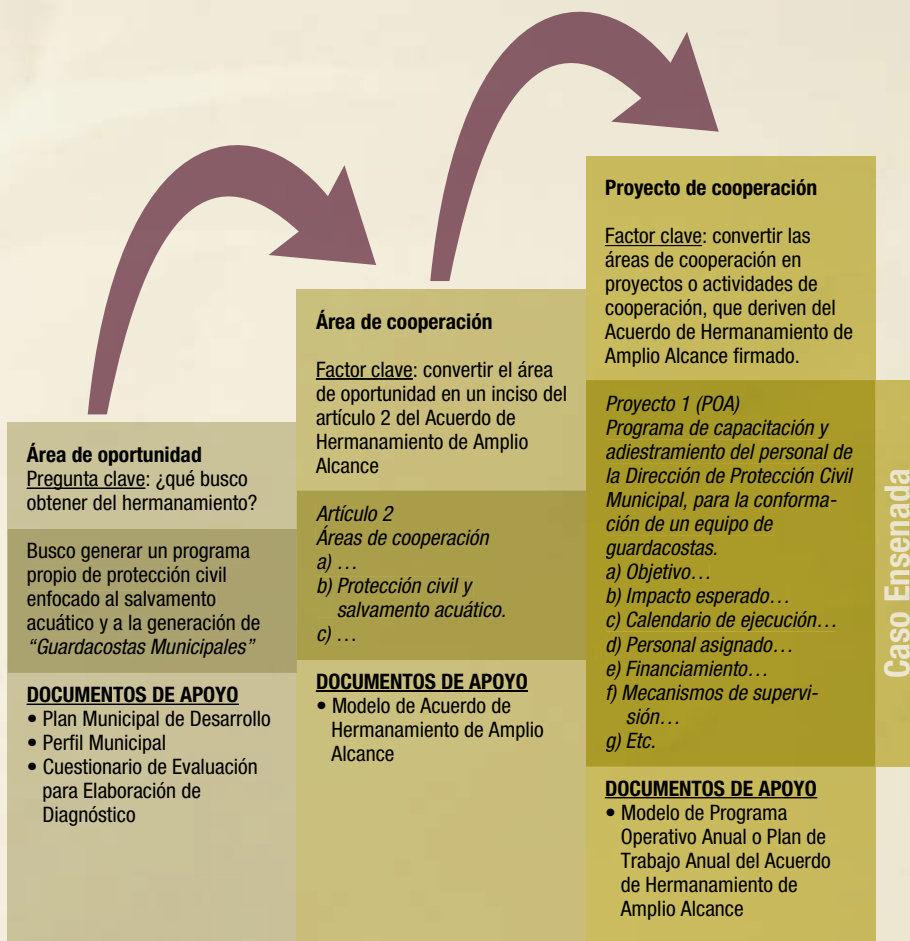 Área de oportunidad
Pregunta clave: ¿qué busco
obtener del hermanamiento?
Busco generar un programa
propio de protección civil
enfocado al salvamento
acuático y a la generación de
“Guardacostas Municipales”
DOCUMENTOS DE APOYO
• Plan Municipal de Desarrollo
• Perfil Municipal
• Cuestionario de Evaluación
para Elaboración de
Diagnóstico
Área de cooperación
Factor clave: convertir el área
de oportunidad en un inciso del
artículo 2 del Acuerdo de
Hermanamiento de Amplio
Alcance
Artículo 2
Áreas de cooperación
a) …
b) Protección civil y
salvamento acuático.
c) …
DOCUMENTOS DE APOYO
• Modelo de Acuerdo de
Hermanamiento de Amplio
Alcance
Proyecto de cooperación
Factor clave: convertir las
áreas de cooperación en
proyectos o actividades de
cooperación, que deriven del
Acuerdo de Hermanamiento de
Amplio Alcance firmado.
Proyecto 1 (POA)
Programa de capacitación y
adiestramiento del personal de
la Dirección de Protección Civil
Municipal, para la conforma-
ción de un equipo de
guardacostas.
a) Objetivo…
b) Impacto esperado…
c) Calendario de ejecución…
d) Personal asignado…
e) Financiamiento…
f) Mecanismos de supervi-
sión…
g) Etc.
DOCUMENTOS DE APOYO
• Modelo de Programa
Operativo Anual o Plan de
Trabajo Anual del Acuerdo
de Hermanamiento de
Amplio Alcance
Caso Ensenada